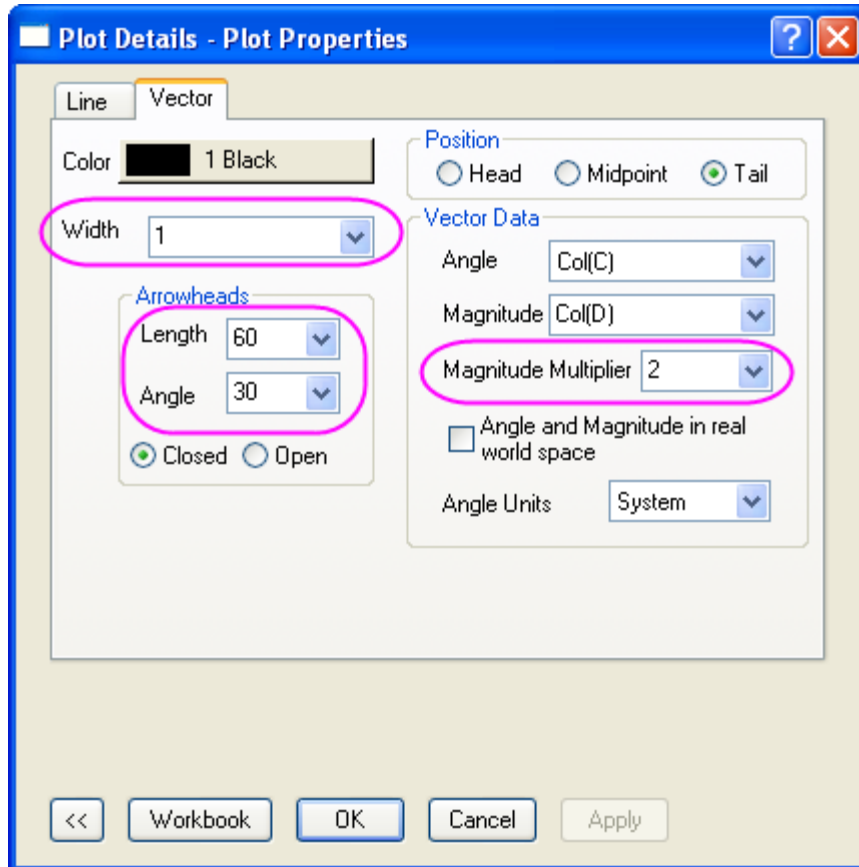 Plot Details - Plot Properties
Line Vector
Color 1 Black
Width 1
Arrowheads
Length 60
Angle 30
Closed Open
Position
Head Midpoint Tail
Vector Data
Angle Col(C)
Magnitude Col(D)
Magnitude Multiplier 2
Angle and Magnitude in real
world space
Angle Units System
<< Workbook OK Cancel Apply